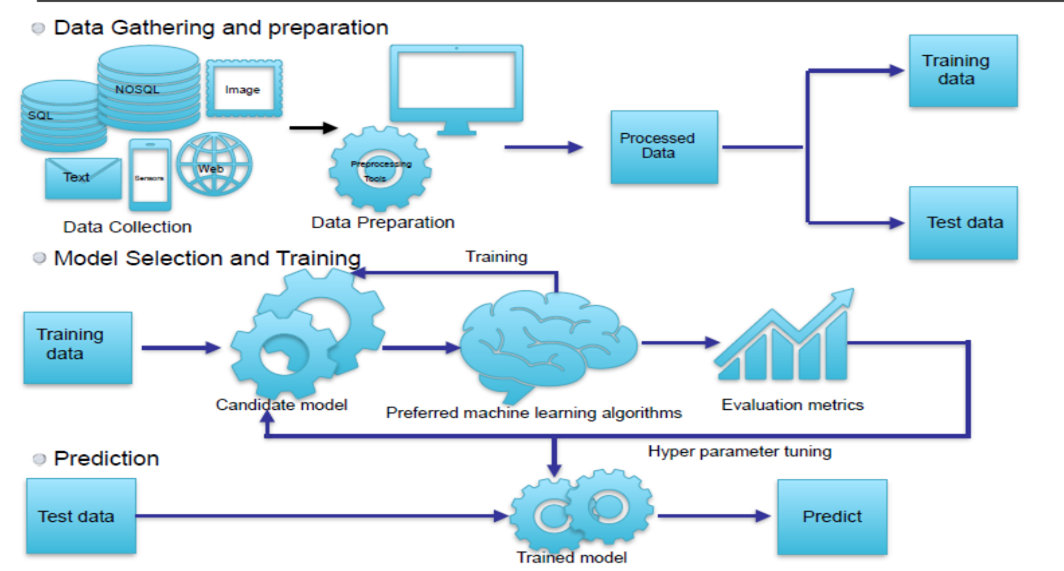 Data Gathering and preparation
NOSQL
SQL
Image
Text
Sensors
Web
Preprocessing
Tools
Data Collection
Data Preparation
Processed
Data
Training
data
Test data
Model Selection and Training
Training
Training
data
Candidate model
Preferred machine learning algorithms
Evaluation metrics
Hyper parameter tuning
Prediction
Test data
Trained model
Predict